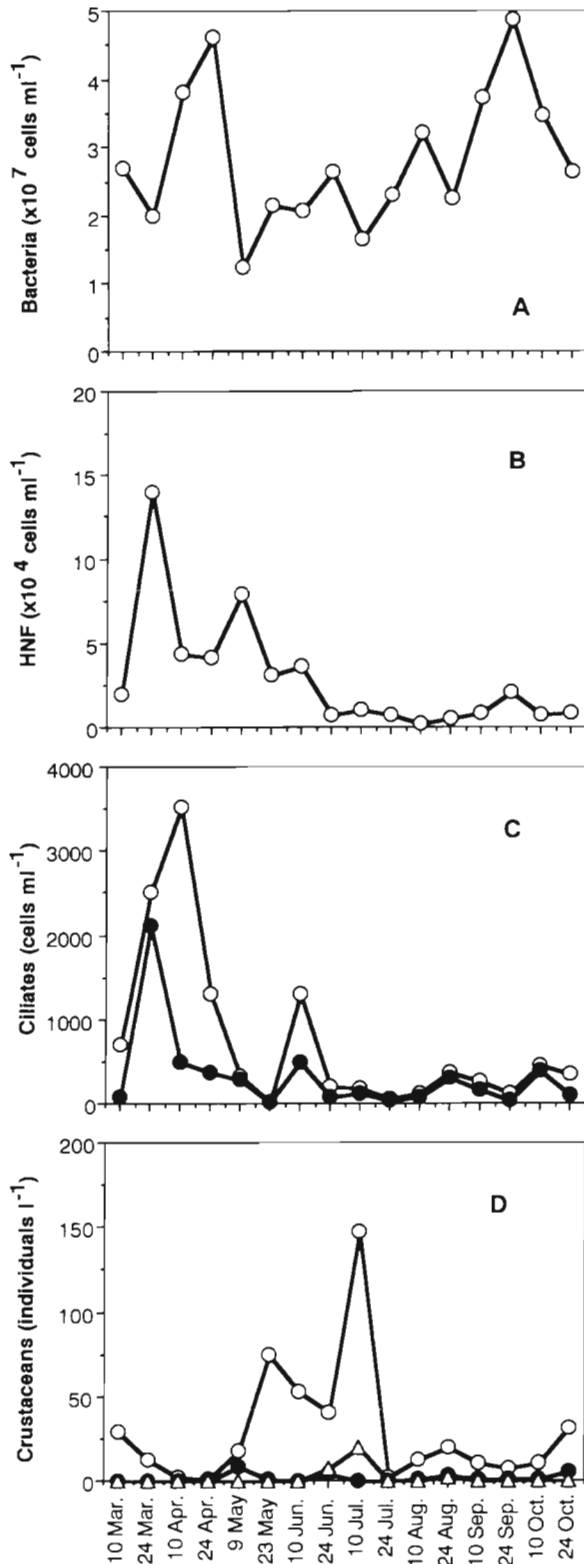 5
4
3
2
1
0
Bacteria (x10^7 cells ml^-1)
A
20
15
10
5
0
HNF (x10^4 cells ml^-1)
B
4000
3000
2000
1000
0
Ciliates (cells ml^-1)
C
200
150
100
50
0
Crustaceans (individuals l^-1)
D
10 Mar.
24 Mar.
10 Apr.
24 Apr.
9 May
23 May
10 Jun.
24 Jun.
10 Jul.
24 Jul.
10 Aug.
24 Aug.
10 Sep.
24 Sep.
10 Oct.
24 Oct.